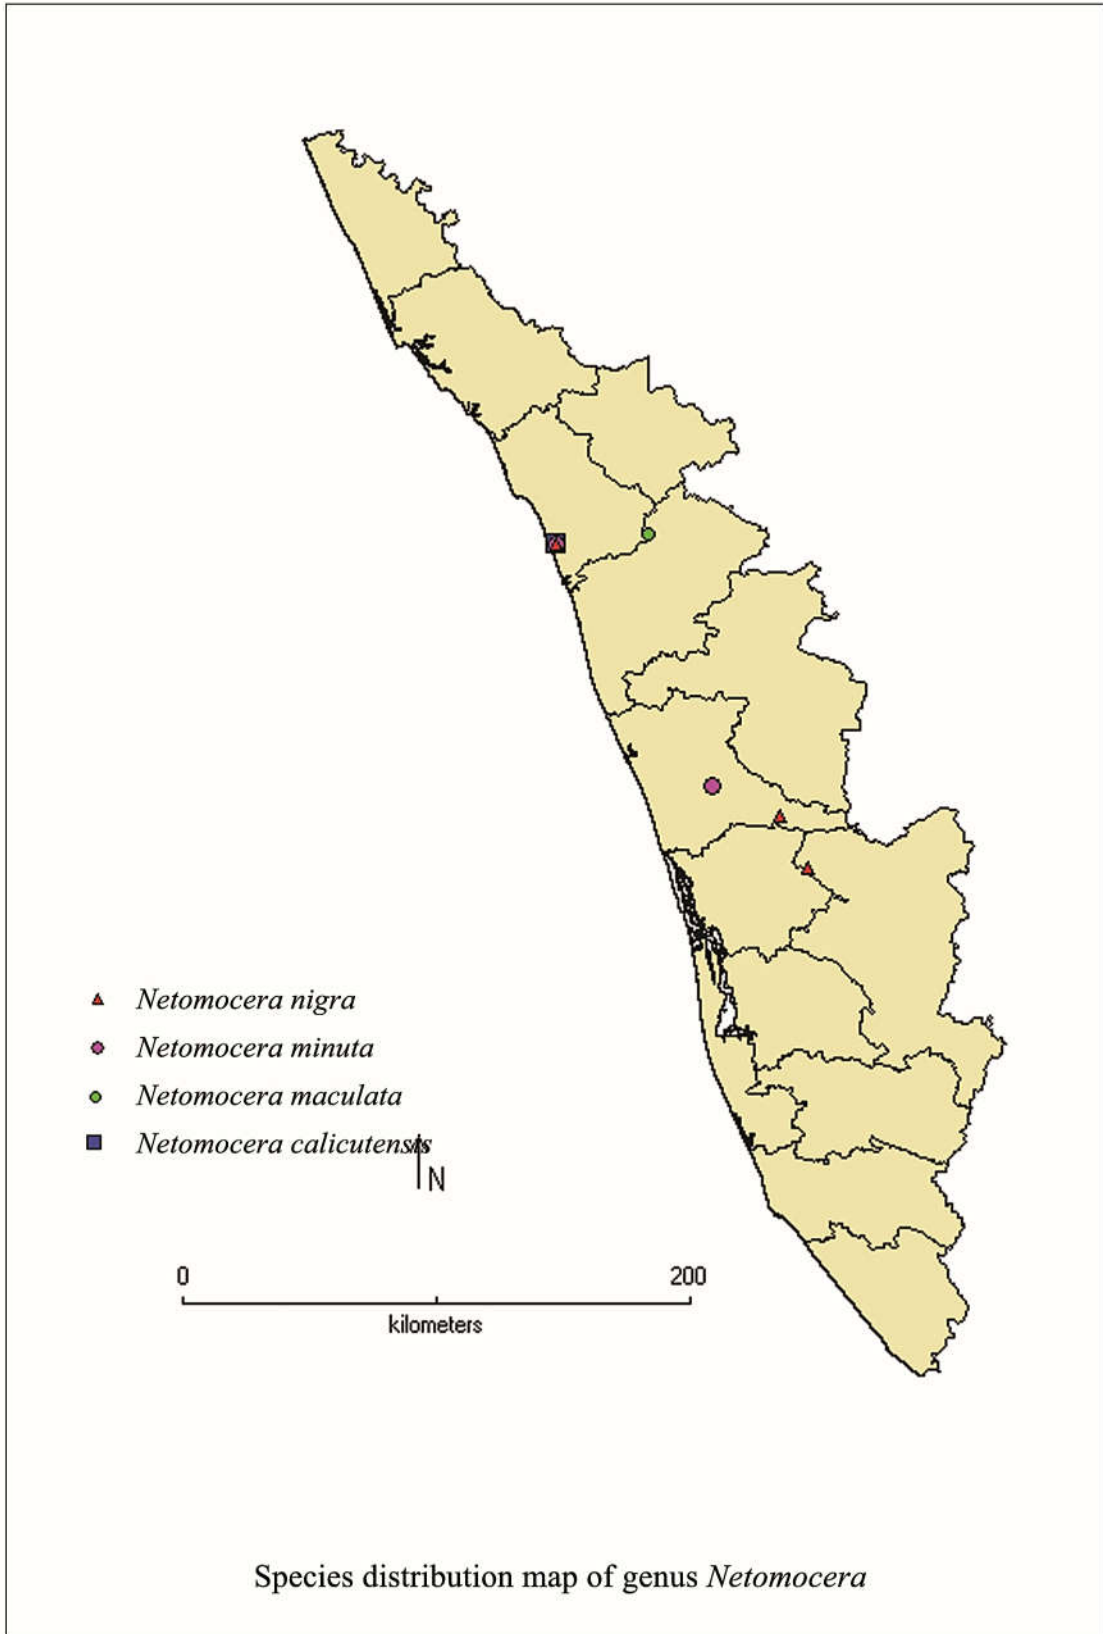 Netomocera nigra
Netomocera minuta
Netomocera maculata
Netomocera calicutensis
N
0 200
kilometers
Species distribution map of genus Netomocera